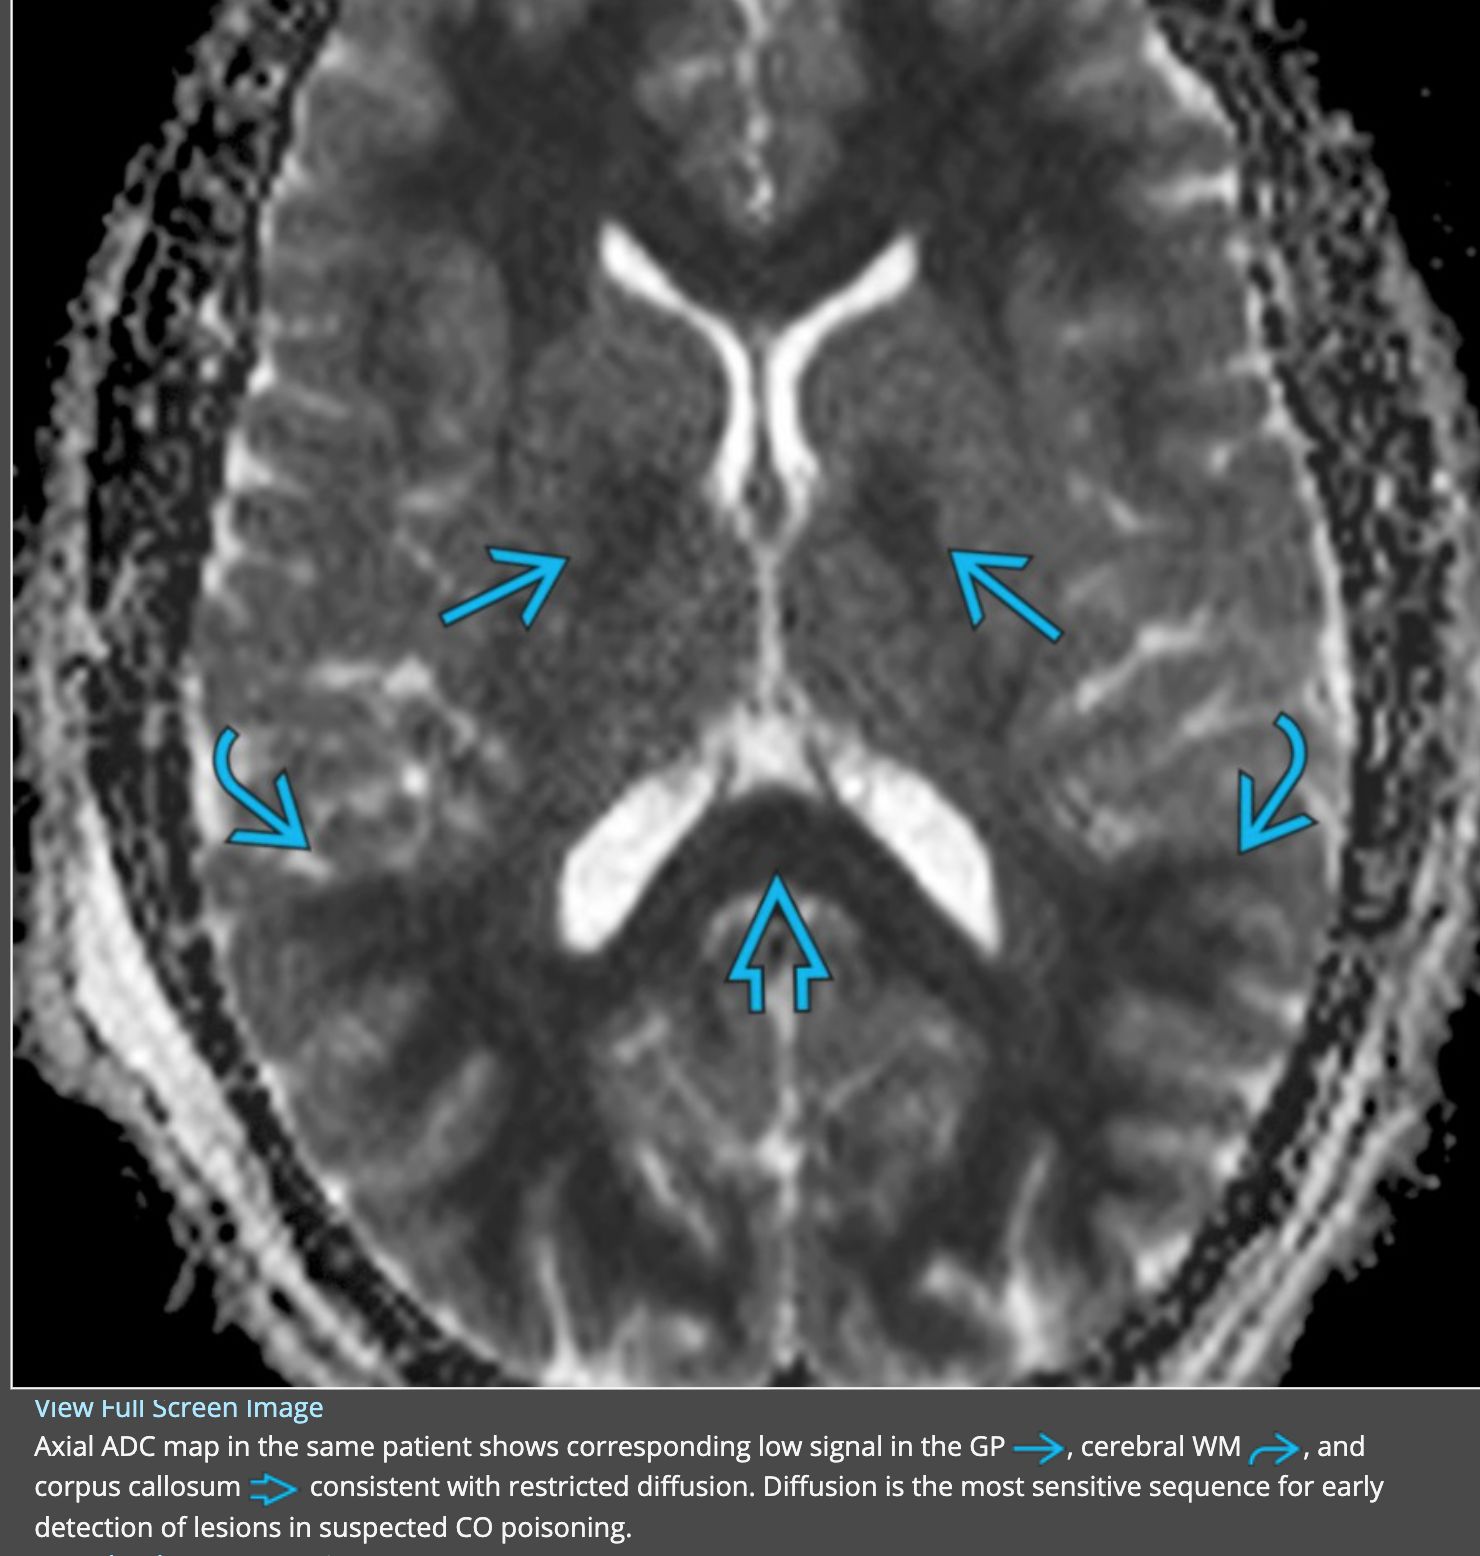 View Full Screen Image
Axial ADC map in the same patient shows corresponding low signal in the GP , cerebral WM , and
corpus callosum consistent with restricted diffusion. Diffusion is the most sensitive sequence for early
detection of lesions in suspected CO poisoning.